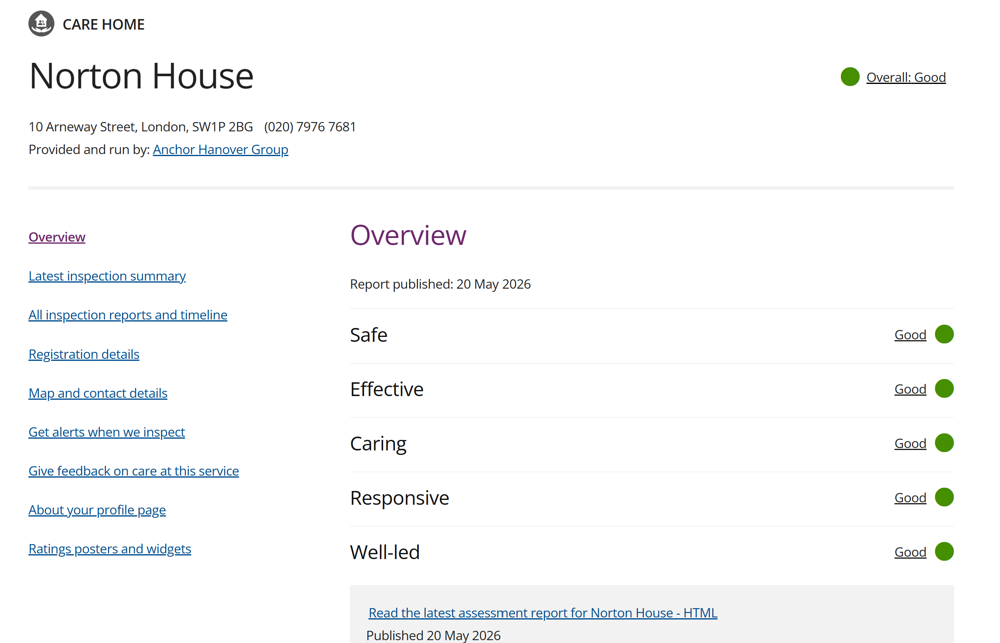 CARE HOME
Norton House
Overall: Good
10 Arneway Street, London, SW1P 2BG (020) 7976 7681
Provided and run by: Anchor Hanover Group
Overview
Latest inspection summary
All inspection reports and timeline
Registration details
Map and contact details
Get alerts when we inspect
Give feedback on care at this service
About your profile page
Ratings posters and widgets
Overview
Report published: 20 May 2026
Safe Good
Effective Good
Caring Good
Responsive Good
Well-led Good
Read the latest assessment report for Norton House - HTML
Published 20 May 2026